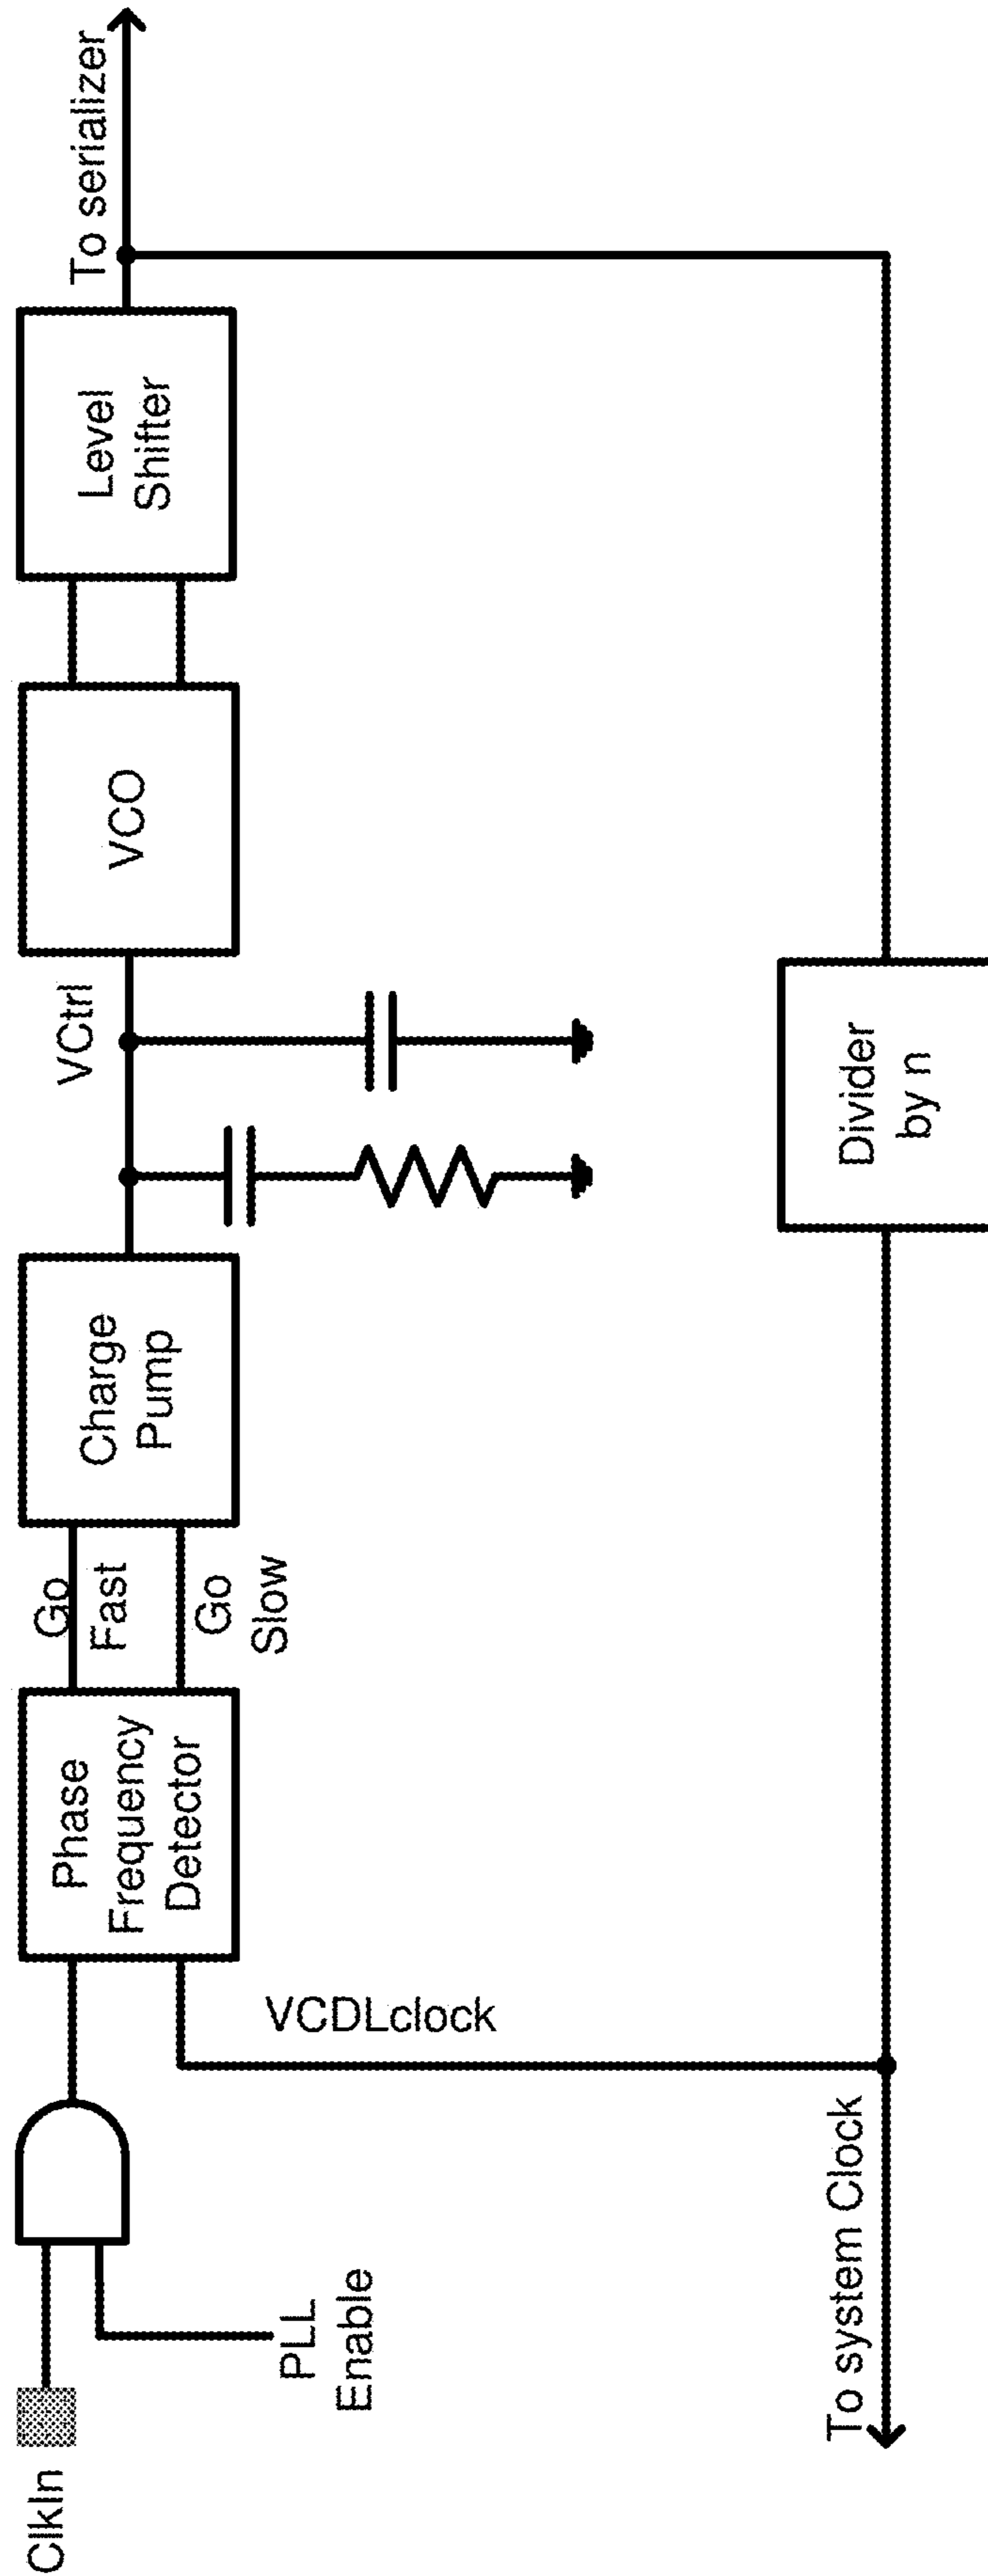 ClkIn
PLL
Enable
Phase
Frequency
Detector
Go
Fast
Go
Slow
VCDLclock
Charge
Pump
VCtrl
VCO
Level
Shifter
To serializer
Divider
by n
To system Clock